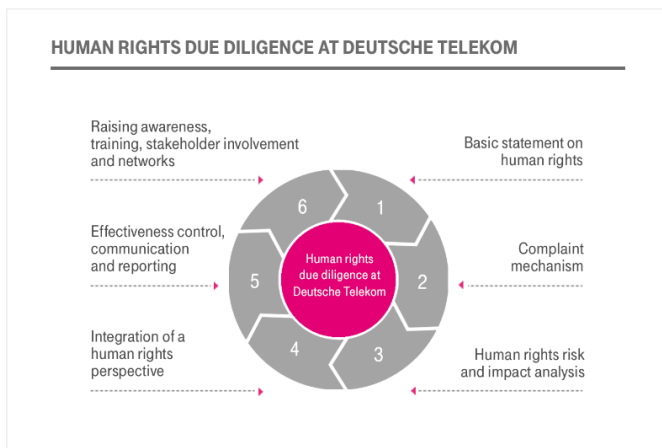 HUMAN RIGHTS DUE DILIGENCE AT DEUTSCHE TELEKOM
Raising awareness,
training, stakeholder involvement
and networks
Basic statement on
human rights
6
1
Effectiveness control,
communication
and reporting
Human rights
due diligence at
Deutsche Telekom
Complaint
mechanism
5
2
Integration of a
human rights
perspective
4
3
Human rights risk
and impact analysis